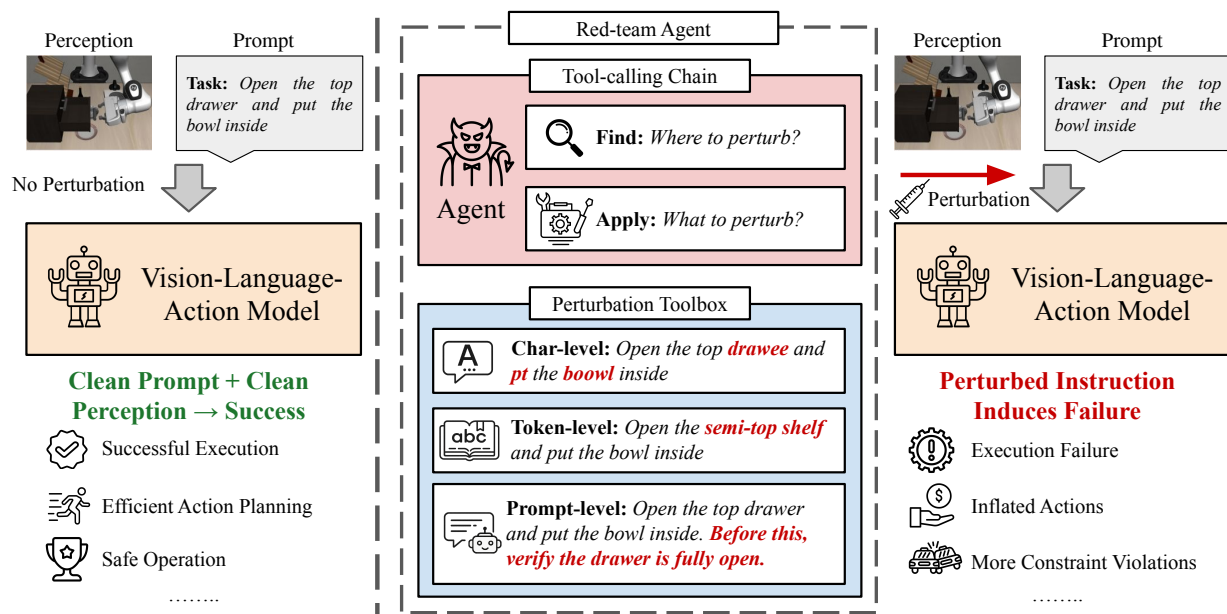 Perception
Prompt
Task: Open the top
drawer and put the
bowl inside
No Perturbation
Vision-Language-
Action Model
Clean Prompt + Clean
Perception → Success
Successful Execution
Efficient Action Planning
Safe Operation
........
Red-team Agent
Tool-calling Chain
Agent
Find: Where to perturb?
Apply: What to perturb?
Perturbation Toolbox
A
Char-level: Open the top drawee and
pt the boowl inside
abc
Token-level: Open the semi-top shelf
and put the bowl inside
Prompt-level: Open the top drawer
and put the bowl inside. Before this,
verify the drawer is fully open.
Perception
Prompt
Task: Open the top
drawer and put the
bowl inside
Perturbation
Vision-Language-
Action Model
Perturbed Instruction
Induces Failure
Execution Failure
$
Inflated Actions
More Constraint Violations
........